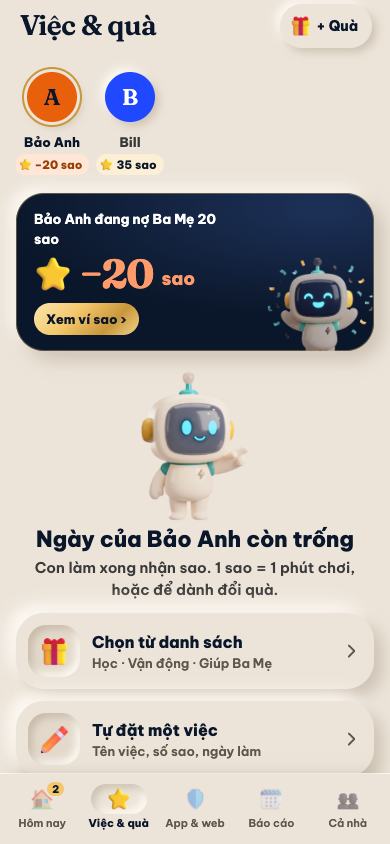 Việc & quà
+ Quà
A
B
Bảo Anh
Bill
-20 sao
35 sao
Bảo Anh đang nợ Ba Mẹ 20
sao
-20 sao
Xem ví sao ›
Ngày của Bảo Anh còn trống
Con làm xong nhận sao. 1 sao = 1 phút chơi,
hoặc để dành đổi quà.
Chọn từ danh sách
Học · Vận động · Giúp Ba Mẹ
Tự đặt một việc
Tên việc, số sao, ngày làm
2
Hôm nay
Việc & quà
App & web
Báo cáo
Cả nhà